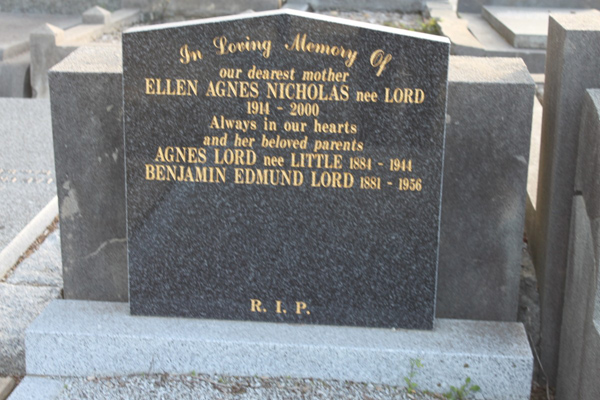 In Loving Memory Of
our dearest mother
ELLEN AGNES NICHOLAS nee LORD
1914 - 2000
Always in our hearts
and her beloved parents
AGNES LORD nee LITTLE 1884 - 1944
BENJAMIN EDMUND LORD 1881 - 1956
R. I. P.